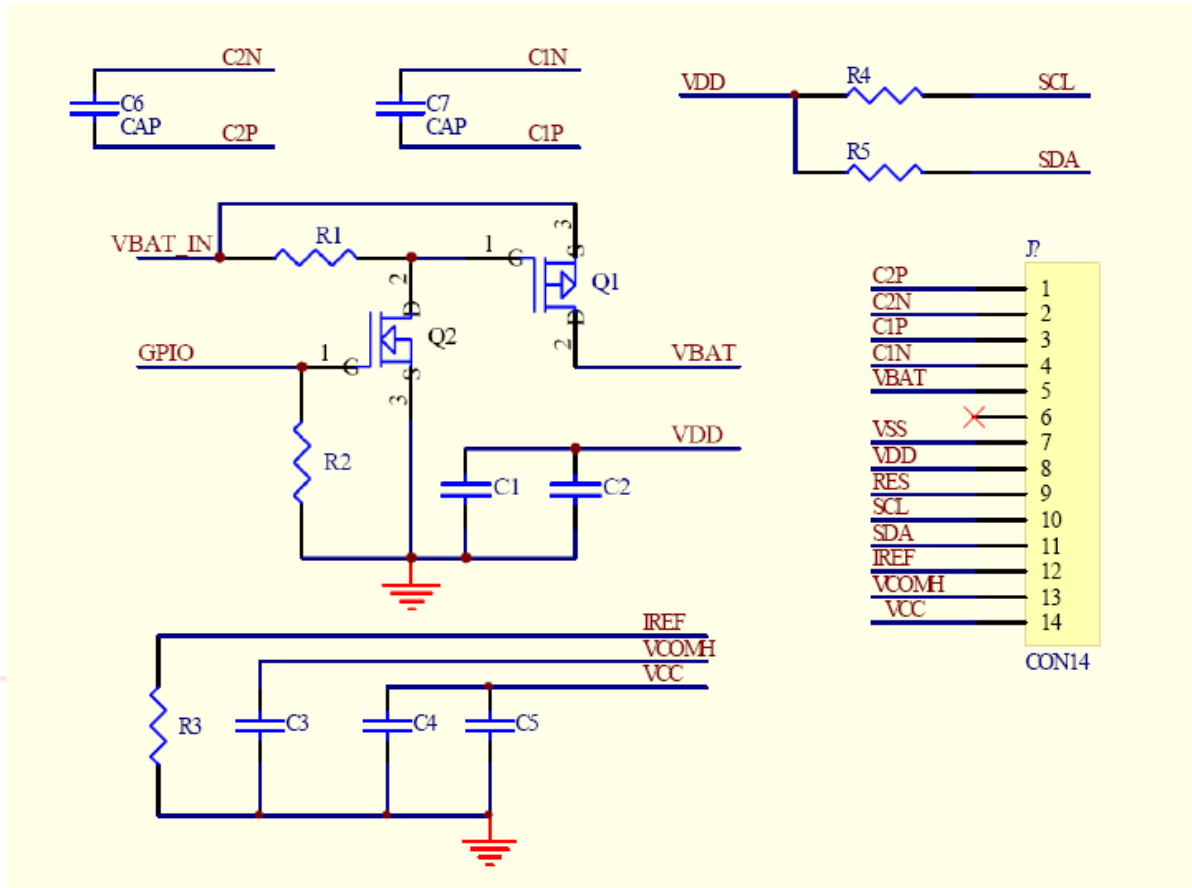 C2N
C6
CAP
C2P
C1N
C7
CAP
C1P
VDD
R4
SCL
R5
SDA
VBAT_IN
R1
1
G
3
S
Q1
D
2
VBAT
2
D
Q2
GPIO
1
G
S
3
R2
VDD
C1
C2
J?
C2P
1
C2N
2
C1P
3
C1N
4
VBAT
5
6
VSS
7
VDD
8
RES
9
SCL
10
SDA
11
IREF
12
VCOMH
13
VCC
14
CON14
IREF
VCOMH
VCC
R3
C3
C4
C5